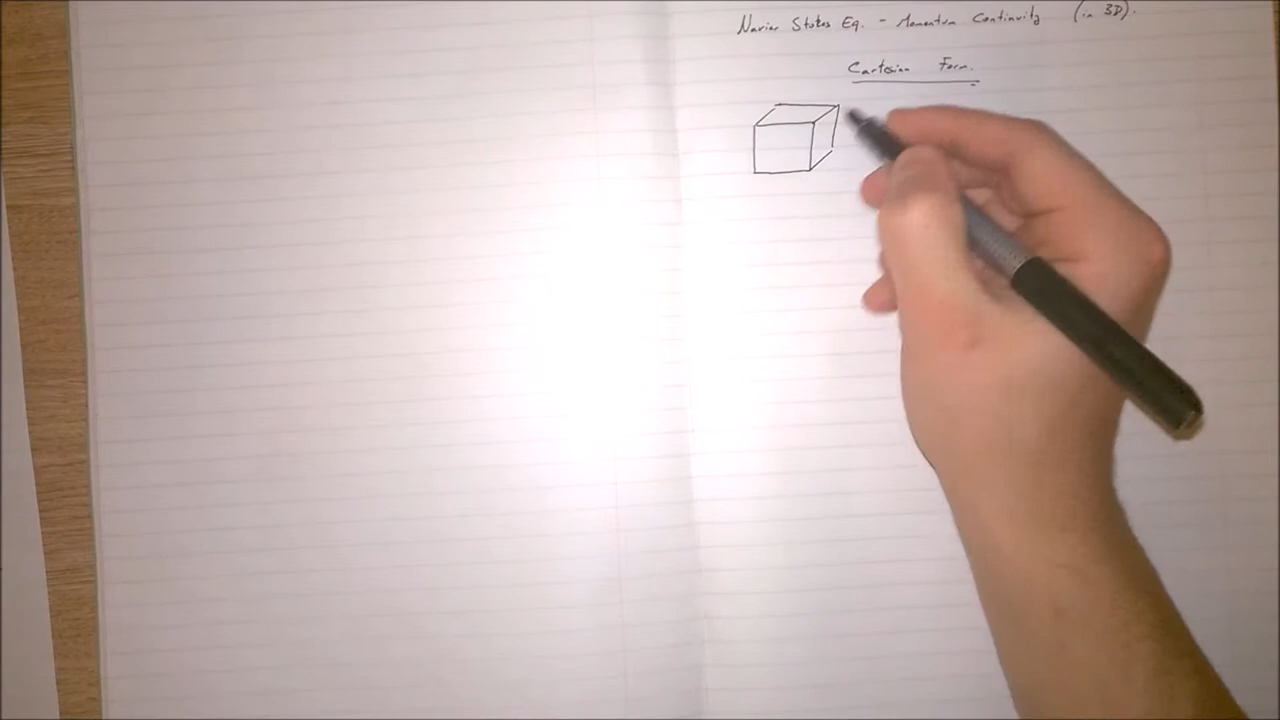 Navier Stokes Eq. - Momentum Continuity (in 3D).
Cartesian Form.